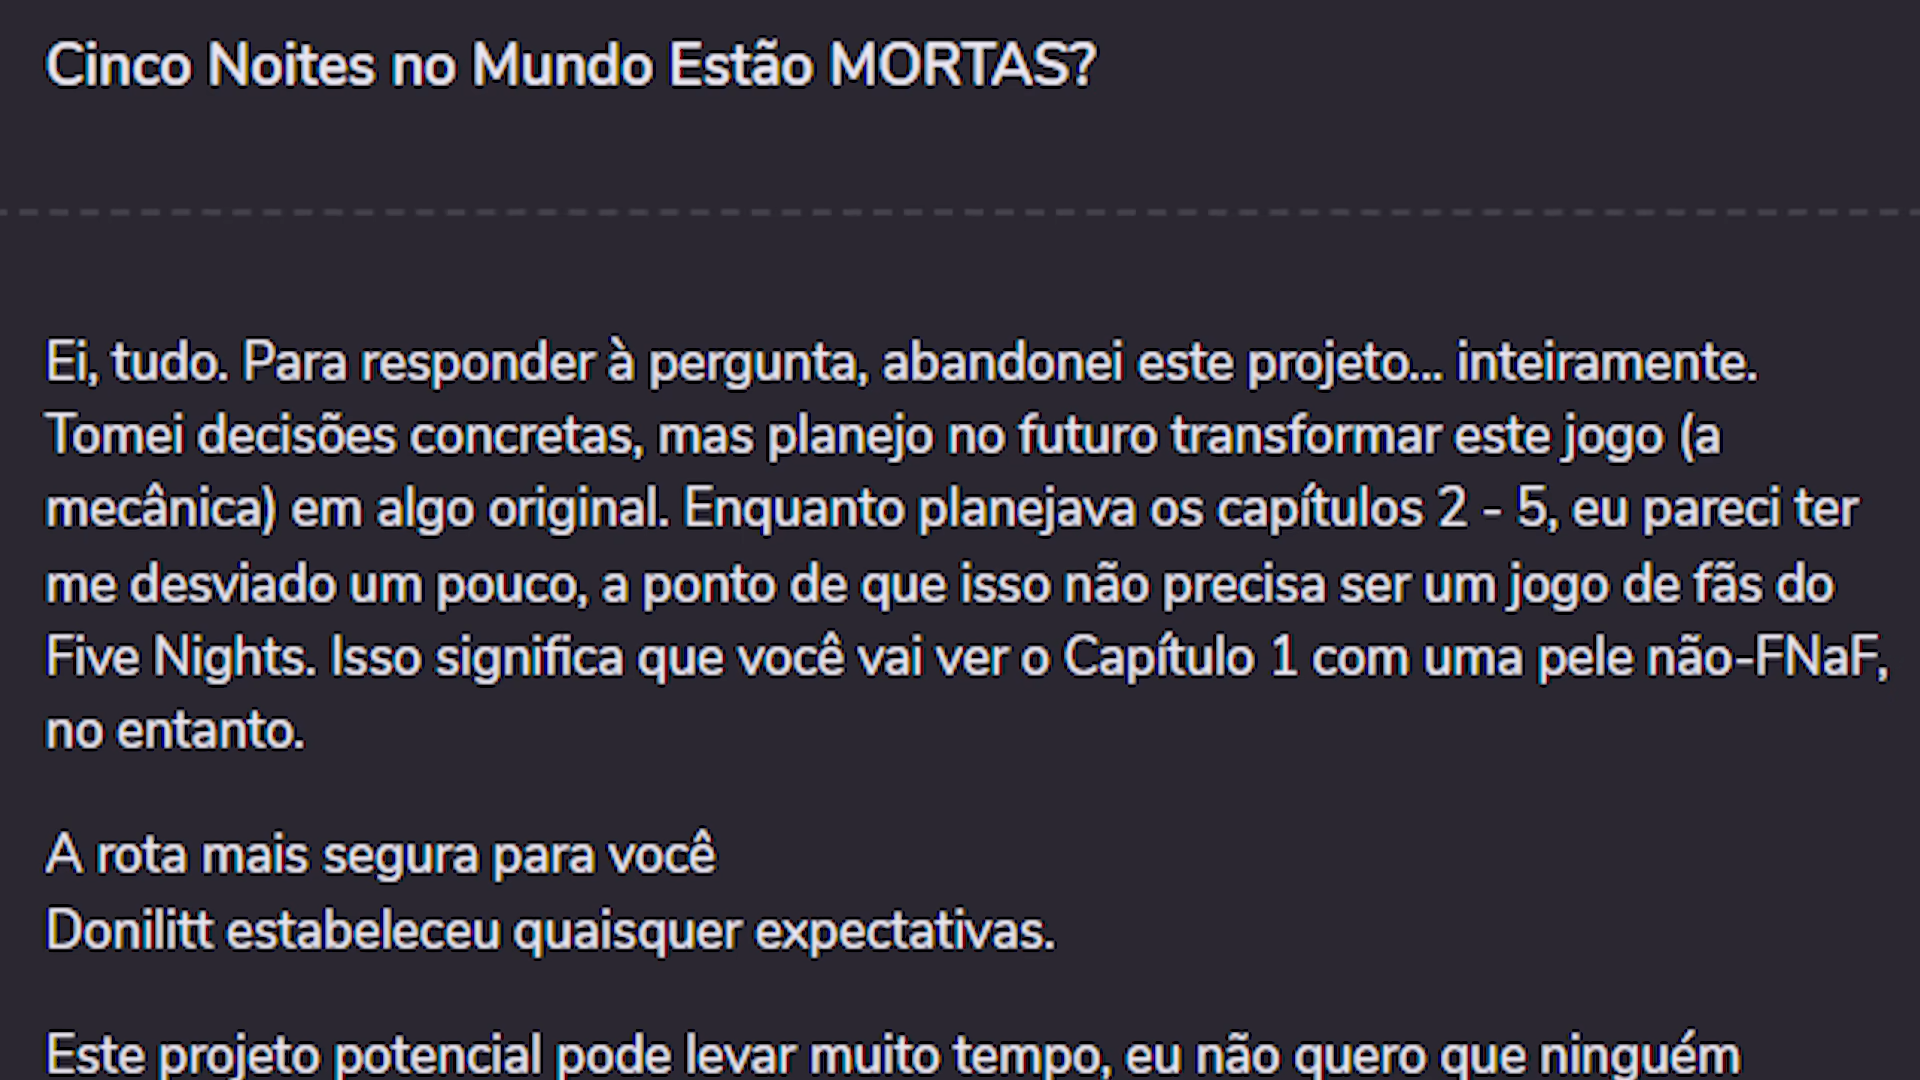 Cinco Noites no Mundo Estão MORTAS?
Ei, tudo. Para responder à pergunta, abandonei este projeto... inteiramente.
Tomei decisões concretas, mas planejo no futuro transformar este jogo (a
mecânica) em algo original. Enquanto planejava os capítulos 2 - 5, eu pareci ter
me desviado um pouco, a ponto de que isso não precisa ser um jogo de fãs do
Five Nights. Isso significa que você vai ver o Capítulo 1 com uma pele não-FNaF,
no entanto.
A rota mais segura para você
Donilitt estabeleceu quaisquer expectativas.
Este projeto potencial pode levar muito tempo, eu não quero que ninguém